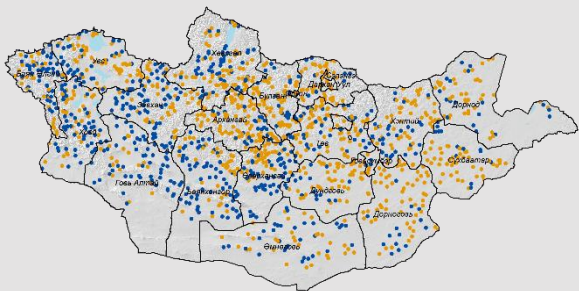 Хөвсгөл
Увс
Баян-Өлгий
Сэлэнгэ
Дархан-Уул
Булган
Завхан
Дорнод
Архангай
Хэнтий
Ховд
Төв
Сүхбаатар
Өвөрхангай
Говь-Алтай
Баянхонгор
Дундговь
Дорноговь
Өмнөговь